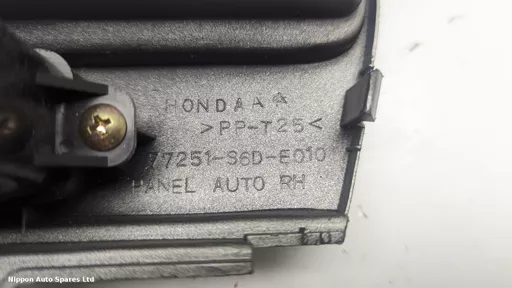 HONDA A A
>PP-T25<
77251-S6D-E010
PANEL AUTO RH
Nippon Auto Spares Ltd